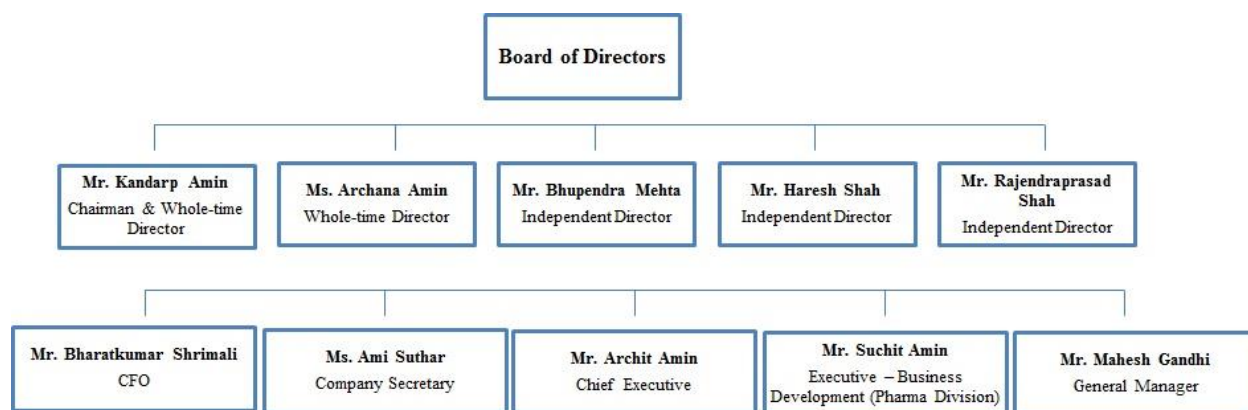 Board of Directors
Mr. Kandarp Amin
Chairman & Whole-time
Director
Ms. Archana Amin
Whole-time Director
Mr. Bhupendra Mehta
Independent Director
Mr. Haresh Shah
Independent Director
Mr. Rajendraprasad
Shah
Independent Director
Mr. Bharatkumar Shrimali
CFO
Ms. Ami Suthar
Company Secretary
Mr. Archit Amin
Chief Executive
Mr. Suchit Amin
Executive – Business
Development (Pharma Division)
Mr. Mahesh Gandhi
General Manager